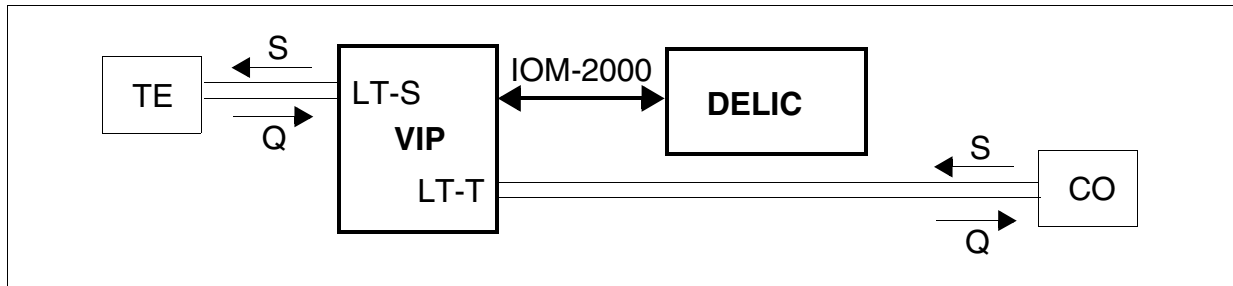 S
TE
Q
LT-S
VIP
LT-T
IOM-2000
DELIC
S
CO
Q